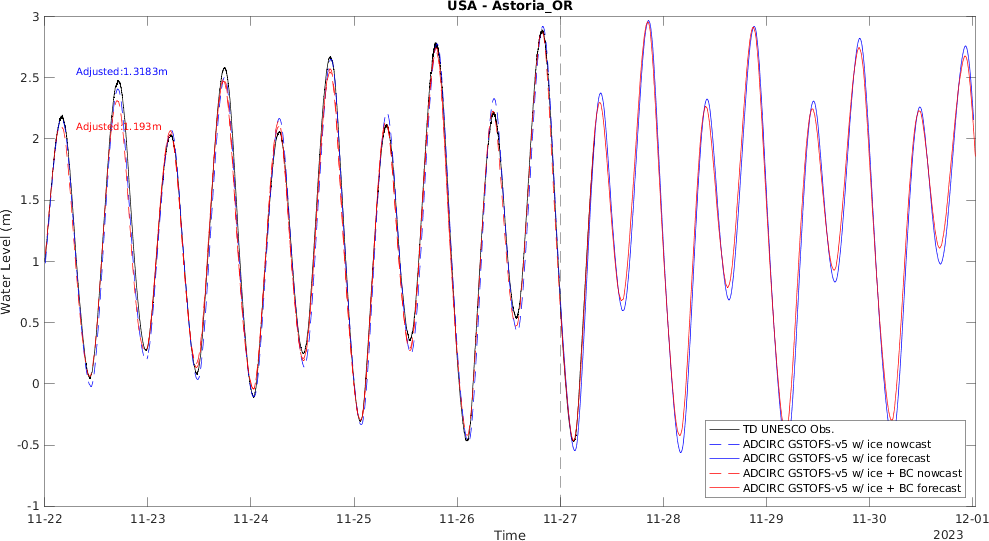 USA - Astoria_OR
3
2.5
2
1.5
1
0.5
0
-0.5
-1
Water Level (m)
Adjusted:1.3183m
Adjusted:1.193m
TD UNESCO Obs.
ADCIRC GSTOFS-v5 w/ ice nowcast
ADCIRC GSTOFS-v5 w/ ice forecast
ADCIRC GSTOFS-v5 w/ ice + BC nowcast
ADCIRC GSTOFS-v5 w/ ice + BC forecast
11-22 11-23 11-24 11-25 11-26 11-27 11-28 11-29 11-30 12-01
Time
2023